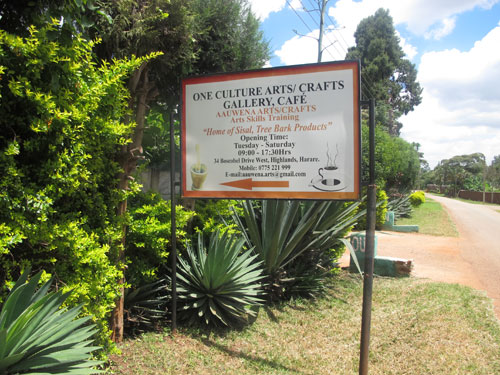 ONE CULTURE ARTS/ CRAFTS
GALLERY, CAFÉ
AAUWENA ARTS/CRAFTS
Arts Skills Training
"Home of Sisal, Tree Bark Products"
Opening Time:
Tuesday - Saturday
09:00 - 17:30Hrs
34 Bourshel Drive West, Highlands, Harare.
Mobile: 0775 221 999
E-mail:aauwena.arts@gmail.com